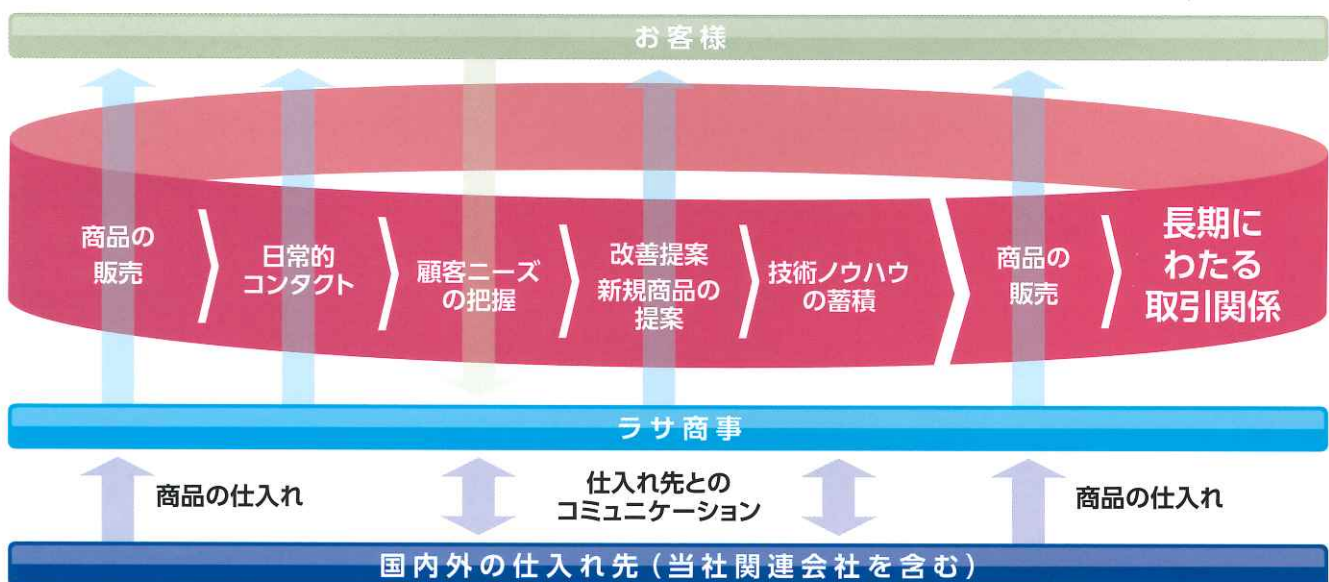 お客様
商品の
販売
日常的
コンタクト
顧客ニーズ
の把握
改善提案
新規商品の
提案
技術ノウハウ
の蓄積
商品の
販売
長期に
わたる
取引関係
ラサ商事
商品の仕入れ
仕入れ先との
コミュニケーション
商品の仕入れ
国内外の仕入れ先(当社関連会社を含む)